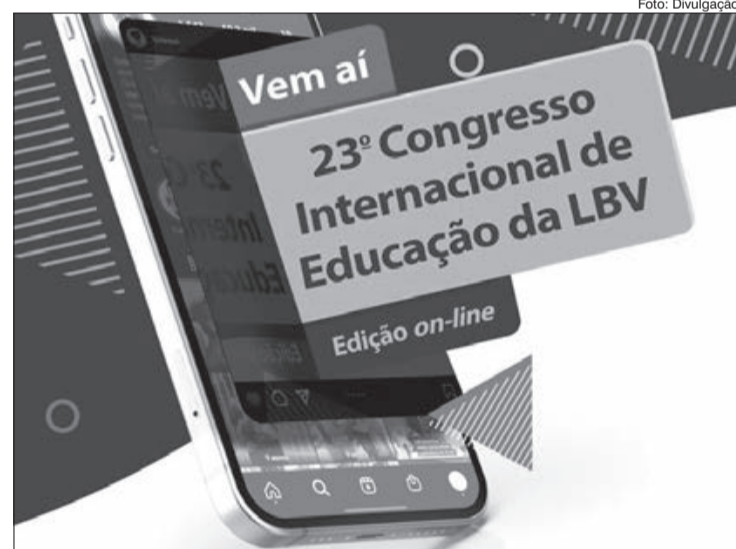 Foto: Divulgação
Vem aí
23º Congresso
Internacional de
Educação da LBV
Edição on-line